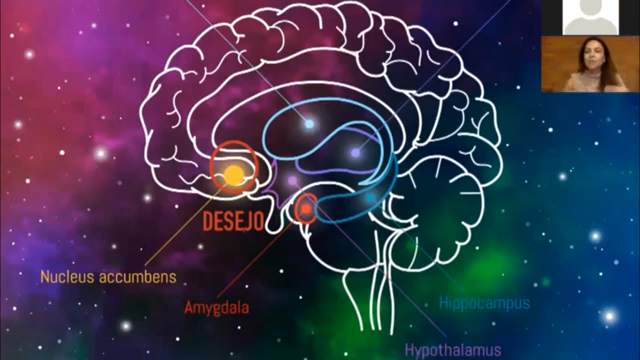 DESEJO
Nucleus accumbens
Amygdala
Hippocampus
Hypothalamus